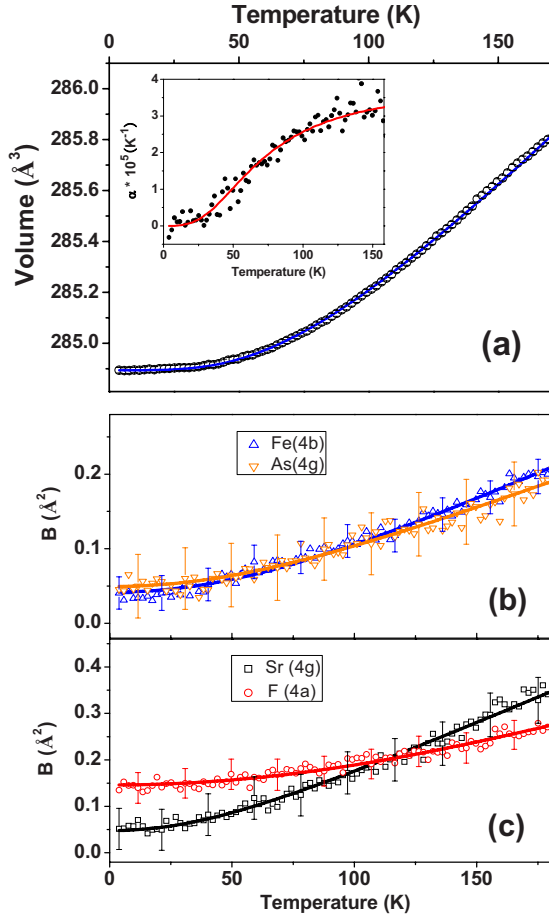 Temperature (K)
0 50 100 150
286.0
285.8
285.6
285.4
285.2
285.0
Volume (Å³)
4
3
2
1
0
α * 10⁵ (K⁻¹)
0 50 100 150
Temperature (K)
(a)
Fe(4b)
As(4g)
0.2
0.1
0.0
B (Å²)
(b)
Sr (4g)
F (4a)
0.4
0.3
0.2
0.1
0.0
B (Å²)
(c)
0 50 100 150
Temperature (K)